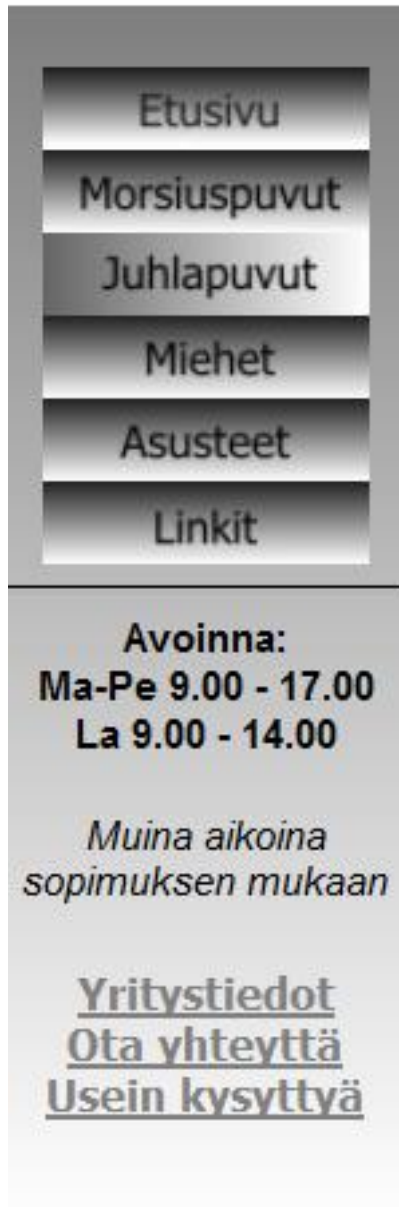 Etusivu
Morsiuspuvut
Juhlapuvut
Miehet
Asusteet
Linkit
Avoinna:
Ma-Pe 9.00 - 17.00
La 9.00 - 14.00
Muina aikoina
sopimuksen mukaan
Yritystiedot
Ota yhteyttä
Usein kysyttyä